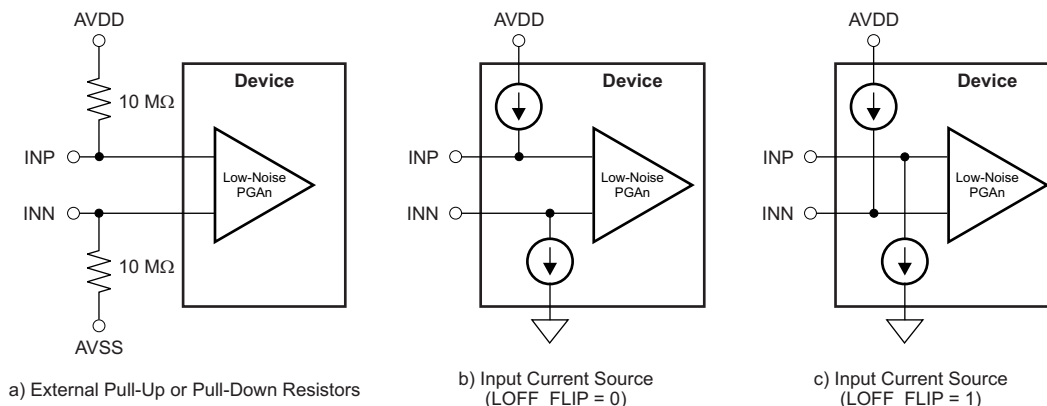 AVDD
Device
10 MΩ
INP
Low-Noise
PGAn
INN
10 MΩ
AVSS
a) External Pull-Up or Pull-Down Resistors
AVDD
Device
INP
Low-Noise
PGAn
INN
b) Input Current Source
(LOFF_FLIP = 0)
AVDD
Device
INP
Low-Noise
PGAn
INN
c) Input Current Source
(LOFF_FLIP = 1)